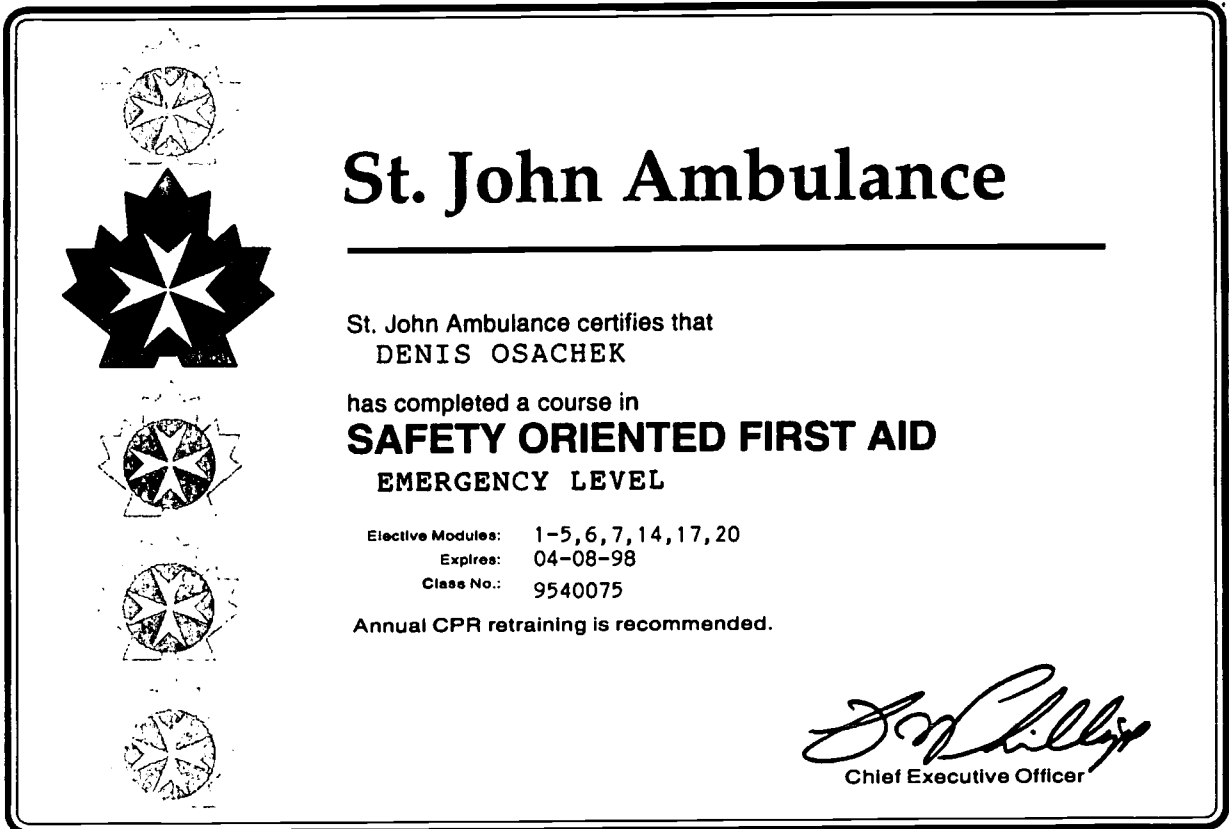 St. John Ambulance
St. John Ambulance certifies that
DENIS OSACHEK
has completed a course in
SAFETY ORIENTED FIRST AID
EMERGENCY LEVEL
Elective Modules: 1-5,6,7,14,17,20
Expires: 04-08-98
Class No.: 9540075
Annual CPR retraining is recommended.
Chief Executive Officer